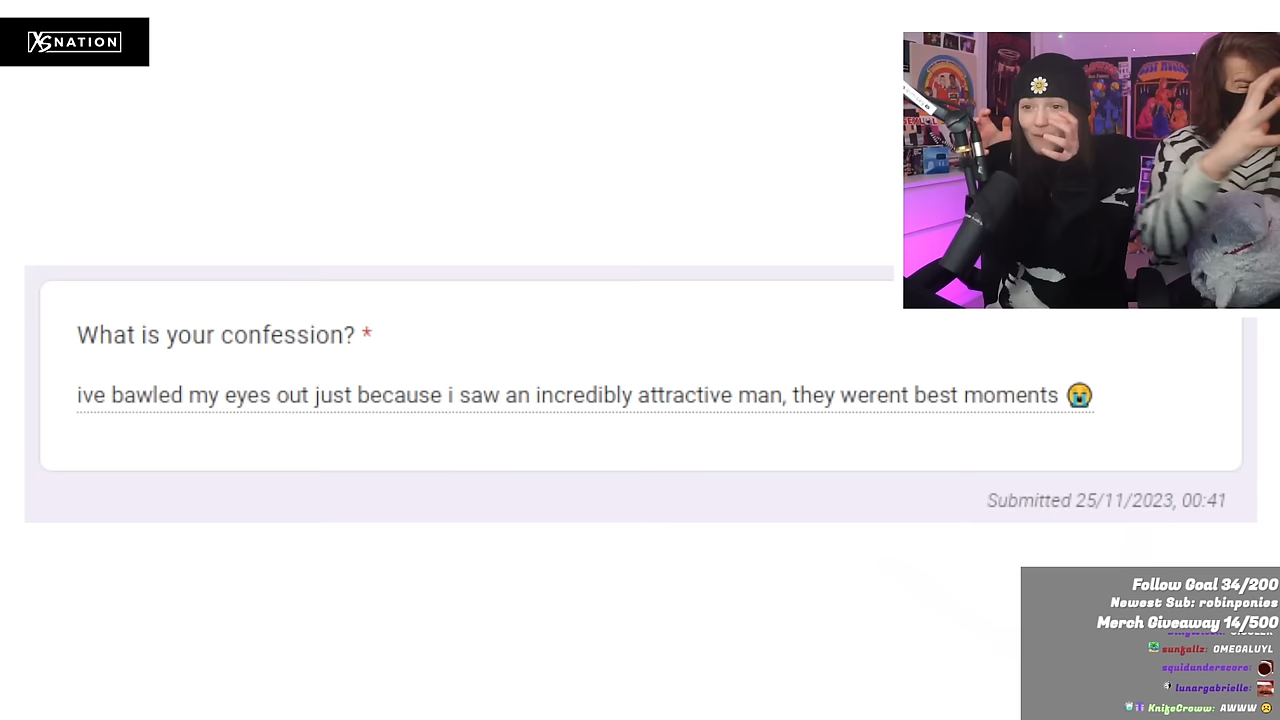 XSNATION
What is your confession? *
ive bawled my eyes out just because i saw an incredibly attractive man, they werent best moments 😭
Submitted 25/11/2023, 00:41
Follow Goal 34/200
Newest Sub: robinponies
Merch Giveaway 14/500
sunfallz: OMEGALUYL
squidanderscore:
lunargabrielle:
KnifeCroww: AWWW ☹️